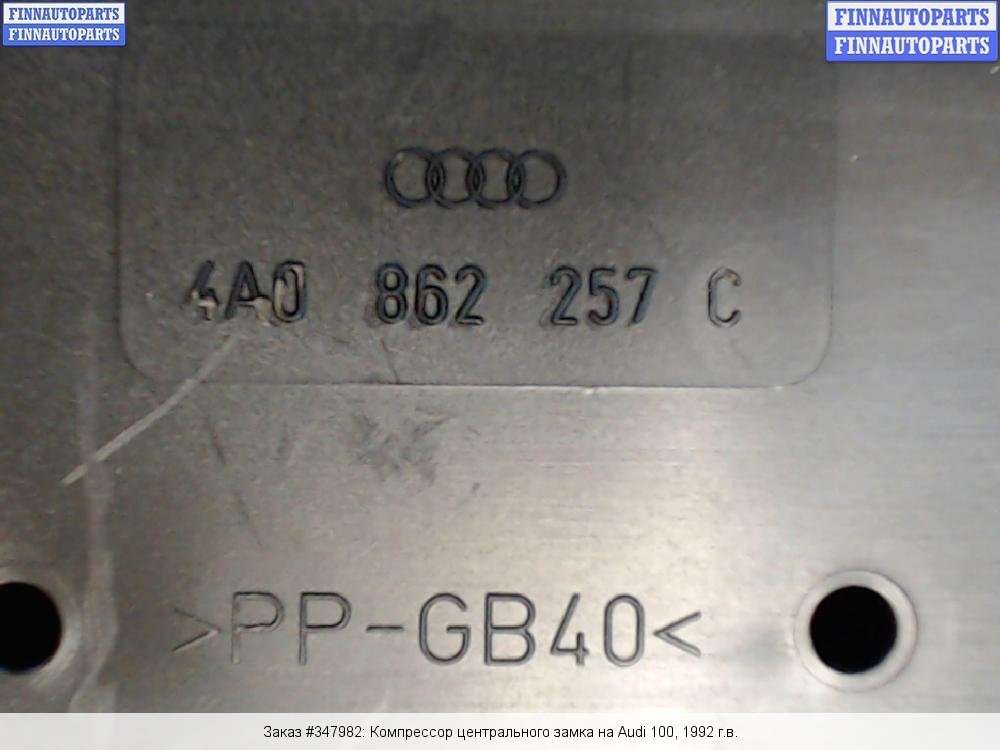 FINNAUTOPARTS
FINNAUTOPARTS
FINNAUTOPARTS
FINNAUTOPARTS
4A0 862 257 C
>PP-GB40<
Заказ #347982: Компрессор центрального замка на Audi 100, 1992 г.в.